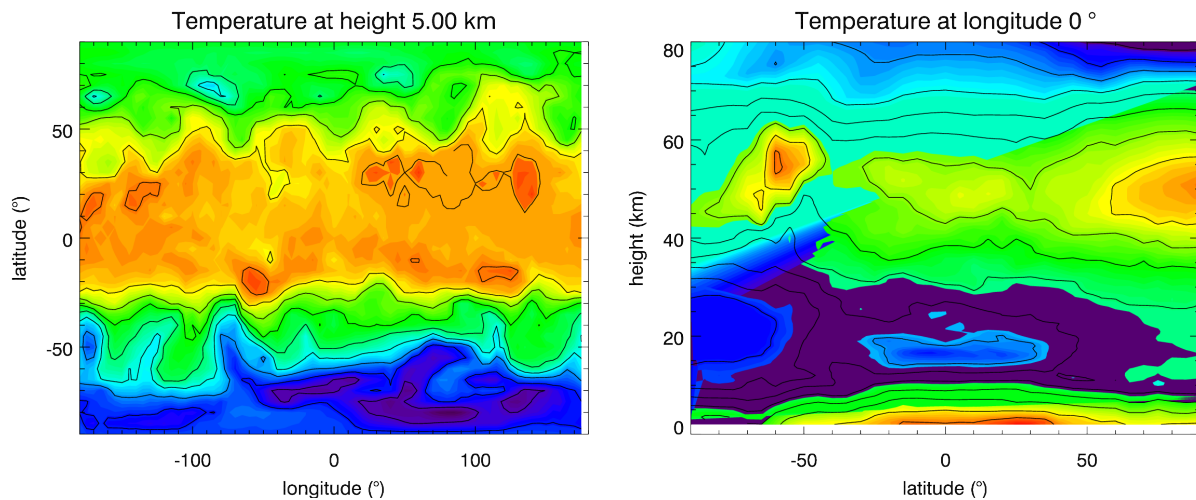 Temperature at height 5.00 km
50
0
-50
-100 0 100
latitude (°)
longitude (°)
Temperature at longitude 0 °
80
60
40
20
0
-50 0 50
height (km)
latitude (°)